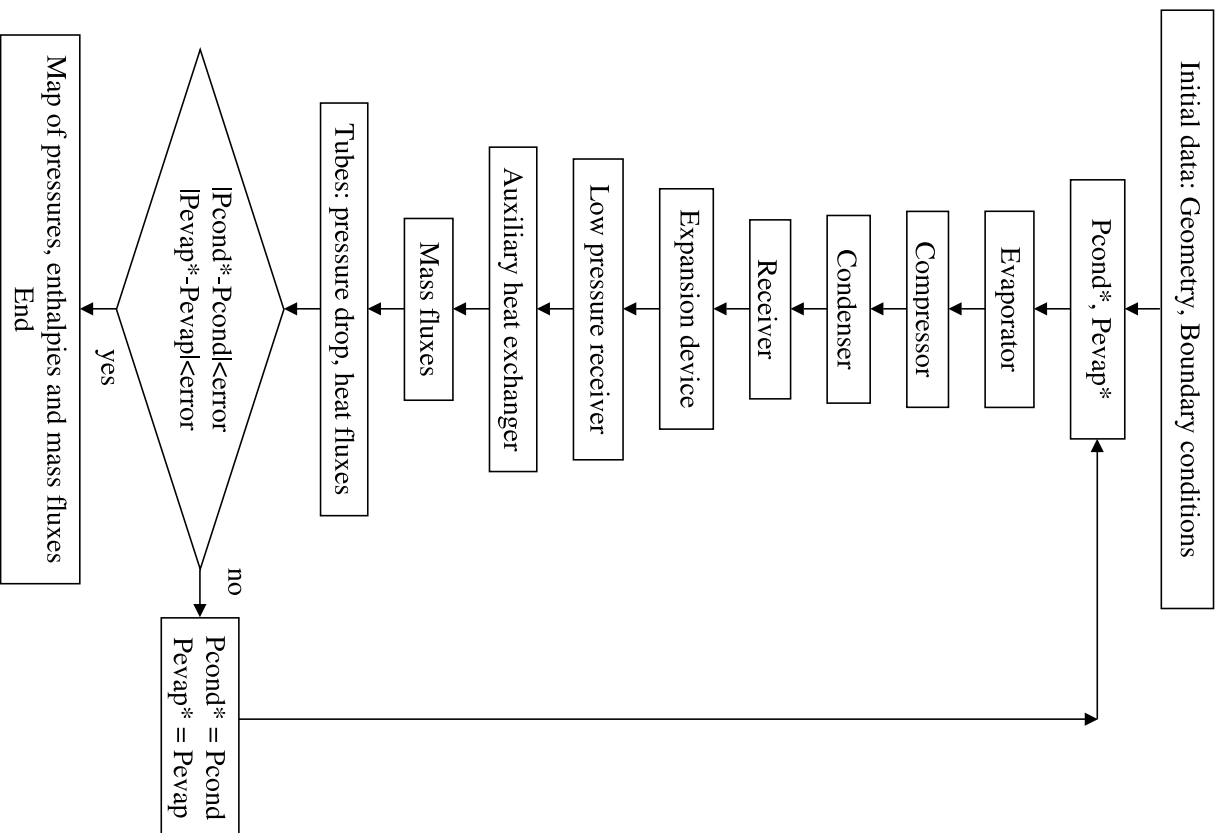 Initial data: Geometry, Boundary conditions
Pcond*, Pevap*
Evaporator
Compressor
Condenser
Receiver
Expansion device
Low pressure receiver
Auxiliary heat exchanger
Mass fluxes
Tubes: pressure drop, heat fluxes
|Pcond*-Pcond|<error
|Pevap*-Pevap|<error
no
Pcond* = Pcond
Pevap* = Pevap
yes
Map of pressures, enthalpies and mass fluxes
End